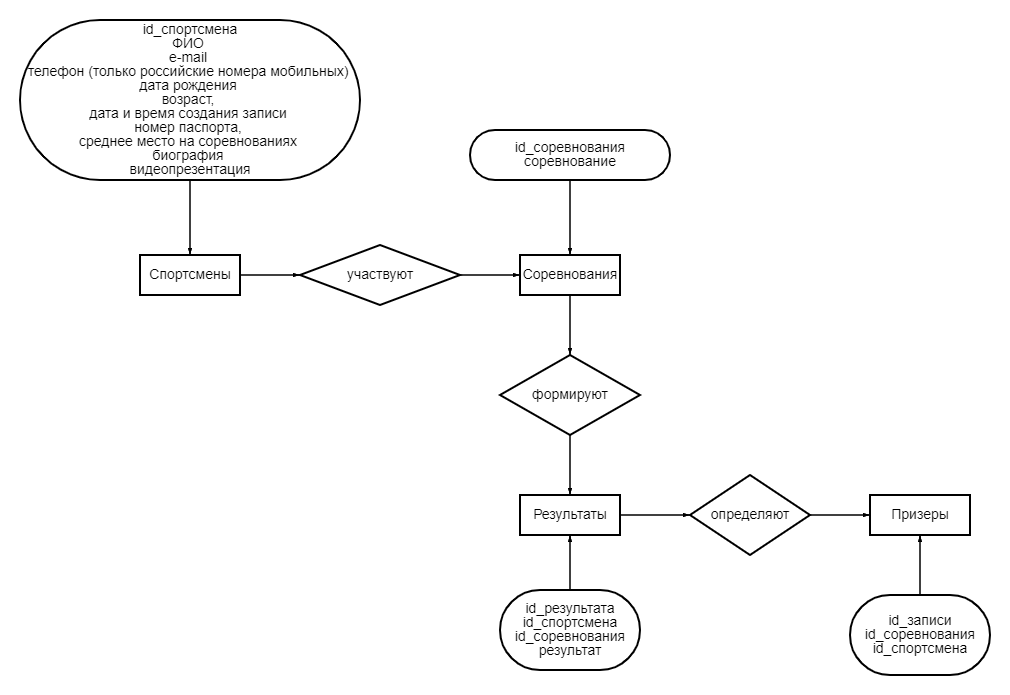 id_спортсмена
ФИО
e-mail
телефон (только российские номера мобильных)
дата рождения
возраст,
дата и время создания записи
номер паспорта,
среднее место на соревнованиях
биография
видеопрезентация
id_соревнования
соревнование
Спортсмены
участвуют
Соревнования
формируют
Результаты
определяют
Призеры
id_результата
id_спортсмена
id_соревнования
результат
id_записи
id_соревнования
id_спортсмена